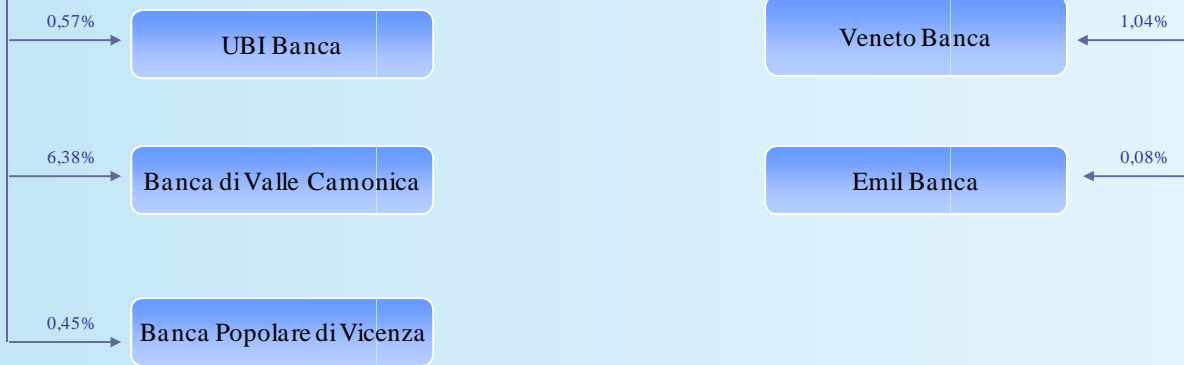 0,57%
UBI Banca
Veneto Banca
1,04%
6,38%
Banca di Valle Camonica
Emil Banca
0,08%
0,45%
Banca Popolare di Vicenza